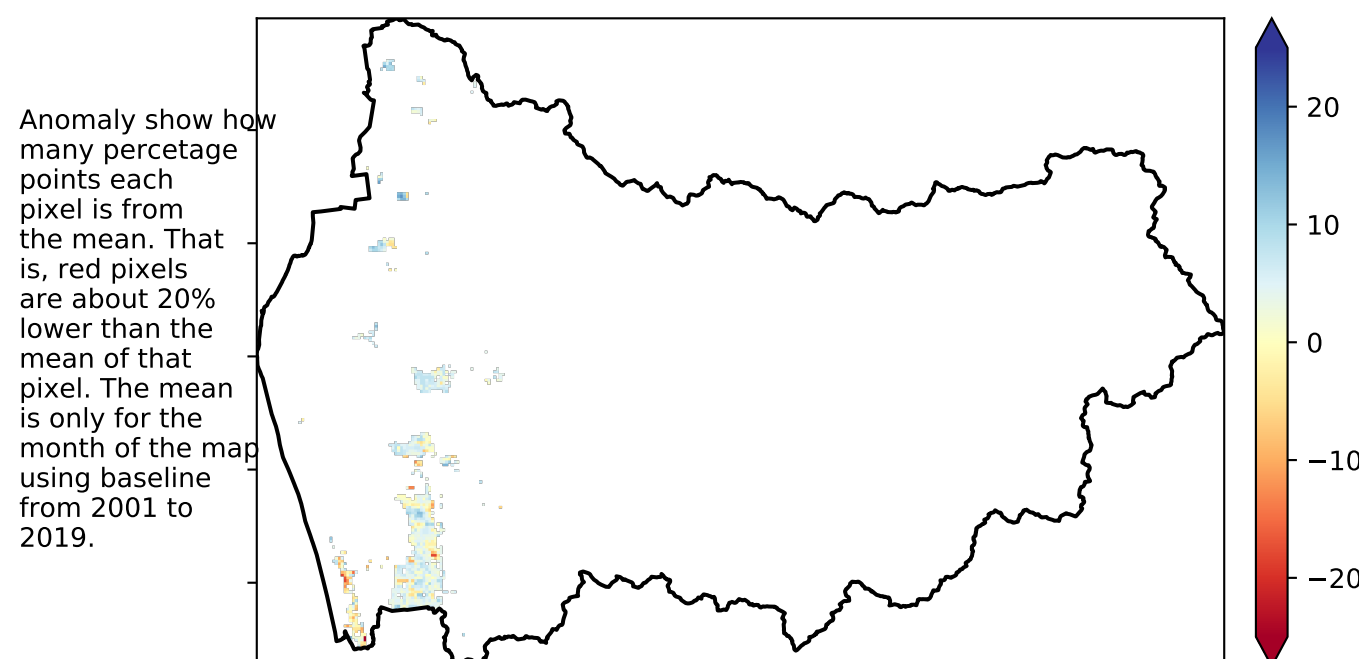 Anomaly show how
many percetage
points each
pixel is from
the mean. That
is, red pixels
are about 20%
lower than the
mean of that
pixel. The mean
is only for the
month of the map
using baseline
from 2001 to
2019.
20
10
0
−10
−20